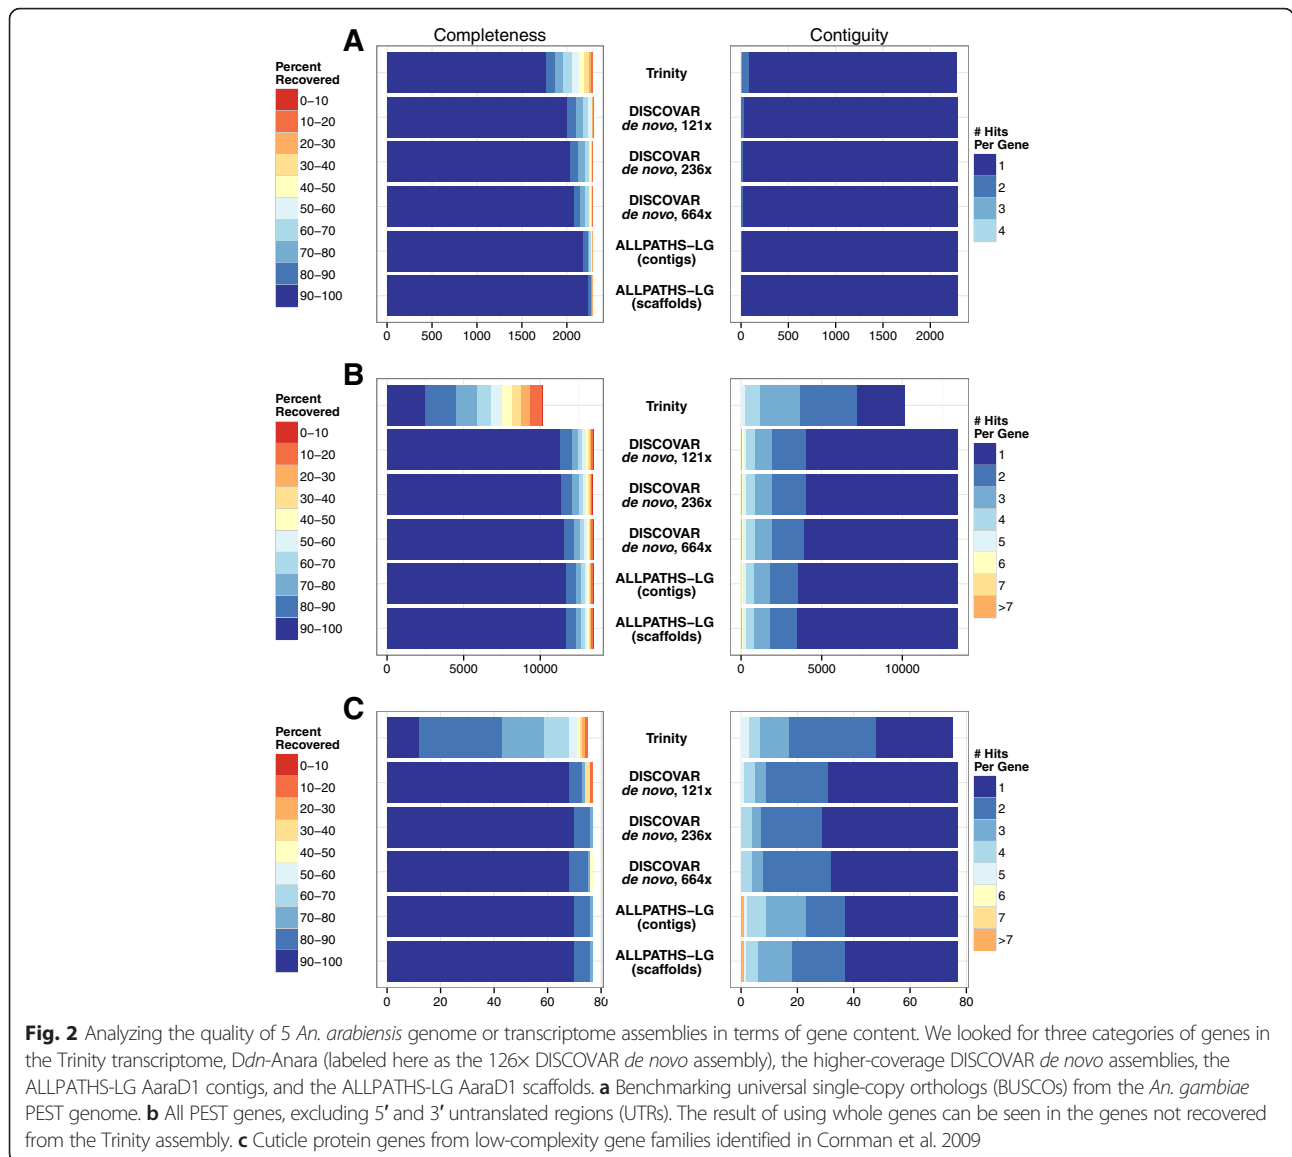 A
Completeness
Contiguity
Percent
Recovered
0–10
10–20
20–30
30–40
40–50
50–60
60–70
70–80
80–90
90–100
Trinity
DISCOVAR
de novo, 121x
DISCOVAR
de novo, 236x
DISCOVAR
de novo, 664x
ALLPATHS–LG
(contigs)
ALLPATHS–LG
(scaffolds)
# Hits
Per Gene
1
2
3
4
0 500 1000 1500 2000
0 500 1000 1500 2000
B
Percent
Recovered
0–10
10–20
20–30
30–40
40–50
50–60
60–70
70–80
80–90
90–100
Trinity
DISCOVAR
de novo, 121x
DISCOVAR
de novo, 236x
DISCOVAR
de novo, 664x
ALLPATHS–LG
(contigs)
ALLPATHS–LG
(scaffolds)
# Hits
Per Gene
1
2
3
4
5
6
7
>7
0 5000 10000
0 5000 10000
C
Percent
Recovered
0–10
10–20
20–30
30–40
40–50
50–60
60–70
70–80
80–90
90–100
Trinity
DISCOVAR
de novo, 121x
DISCOVAR
de novo, 236x
DISCOVAR
de novo, 664x
ALLPATHS–LG
(contigs)
ALLPATHS–LG
(scaffolds)
# Hits
Per Gene
1
2
3
4
5
6
7
>7
0 20 40 60 80
0 20 40 60 80
Fig. 2 Analyzing the quality of 5 An. arabiensis genome or transcriptome assemblies in terms of gene content. We looked for three categories of genes in
the Trinity transcriptome, Ddn-Anara (labeled here as the 126× DISCOVAR de novo assembly), the higher-coverage DISCOVAR de novo assemblies, the
ALLPATHS-LG AaraD1 contigs, and the ALLPATHS-LG AaraD1 scaffolds. a Benchmarking universal single-copy orthologs (BUSCOs) from the An. gambiae
PEST genome. b All PEST genes, excluding 5′ and 3′ untranslated regions (UTRs). The result of using whole genes can be seen in the genes not recovered
from the Trinity assembly. c Cuticle protein genes from low-complexity gene families identified in Cornman et al. 2009